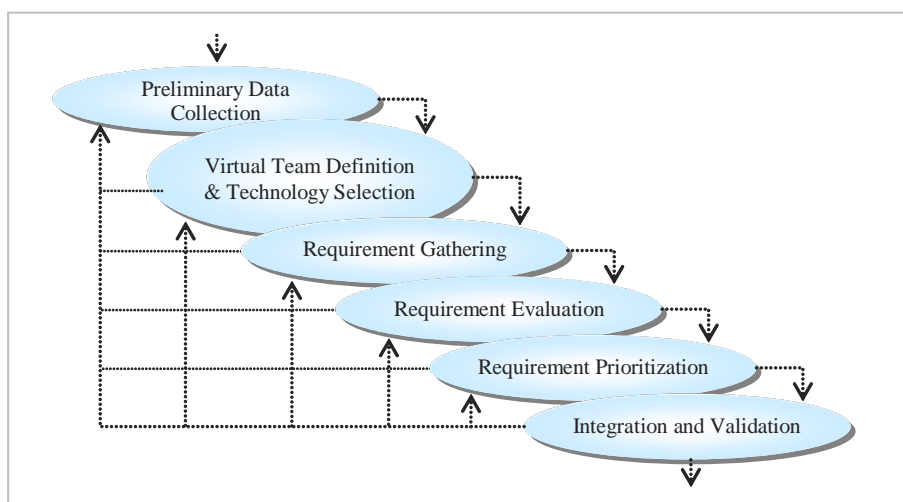 Preliminary Data
Collection
Virtual Team Definition
& Technology Selection
Requirement Gathering
Requirement Evaluation
Requirement Prioritization
Integration and Validation